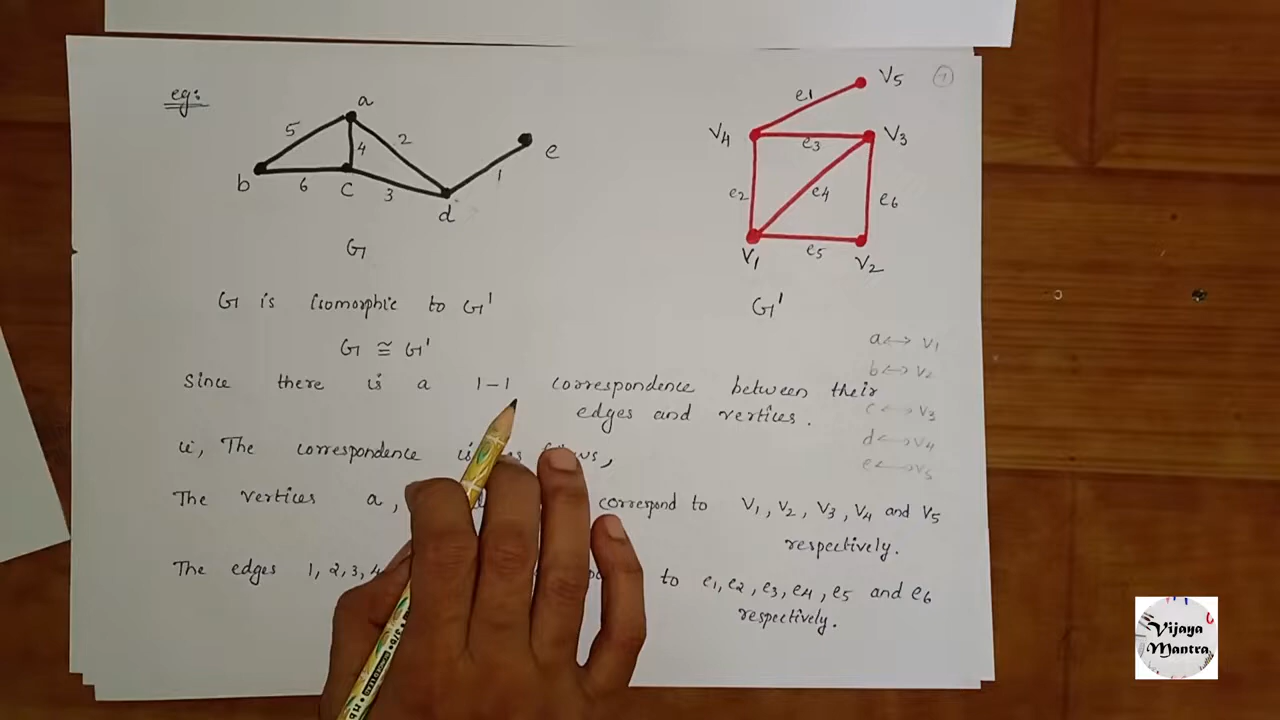 eg:
a
5
2
4
b
6
C
3
d
1
e
G
V5
1
e1
V4
V3
e3
e2
e4
e6
V1
e5
V2
G'
G is isomorphic to G'
G ≅ G'
Since there is a 1-1 correspondence between their
edges and vertices.
ie, The correspondence is
The vertices a, correspond to V1, V2, V3, V4 and V5
respectively.
The edges 1, 2, 3, 4 to e1, e2, e3, e4, e5 and e6
respectively.
a ↔ V1
b ↔ V2
c ↔ V3
d ↔ V4
e ↔ V5
Vijaya
Mantra